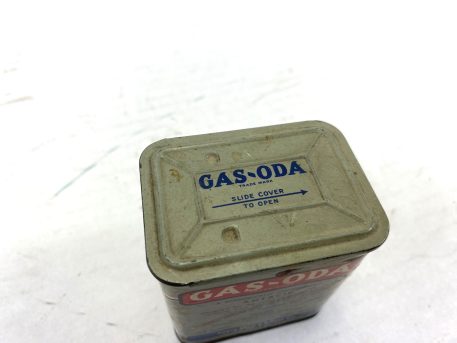 GAS-ODA
TRADE MARK
SLIDE COVER
TO OPEN
GAS-ODA